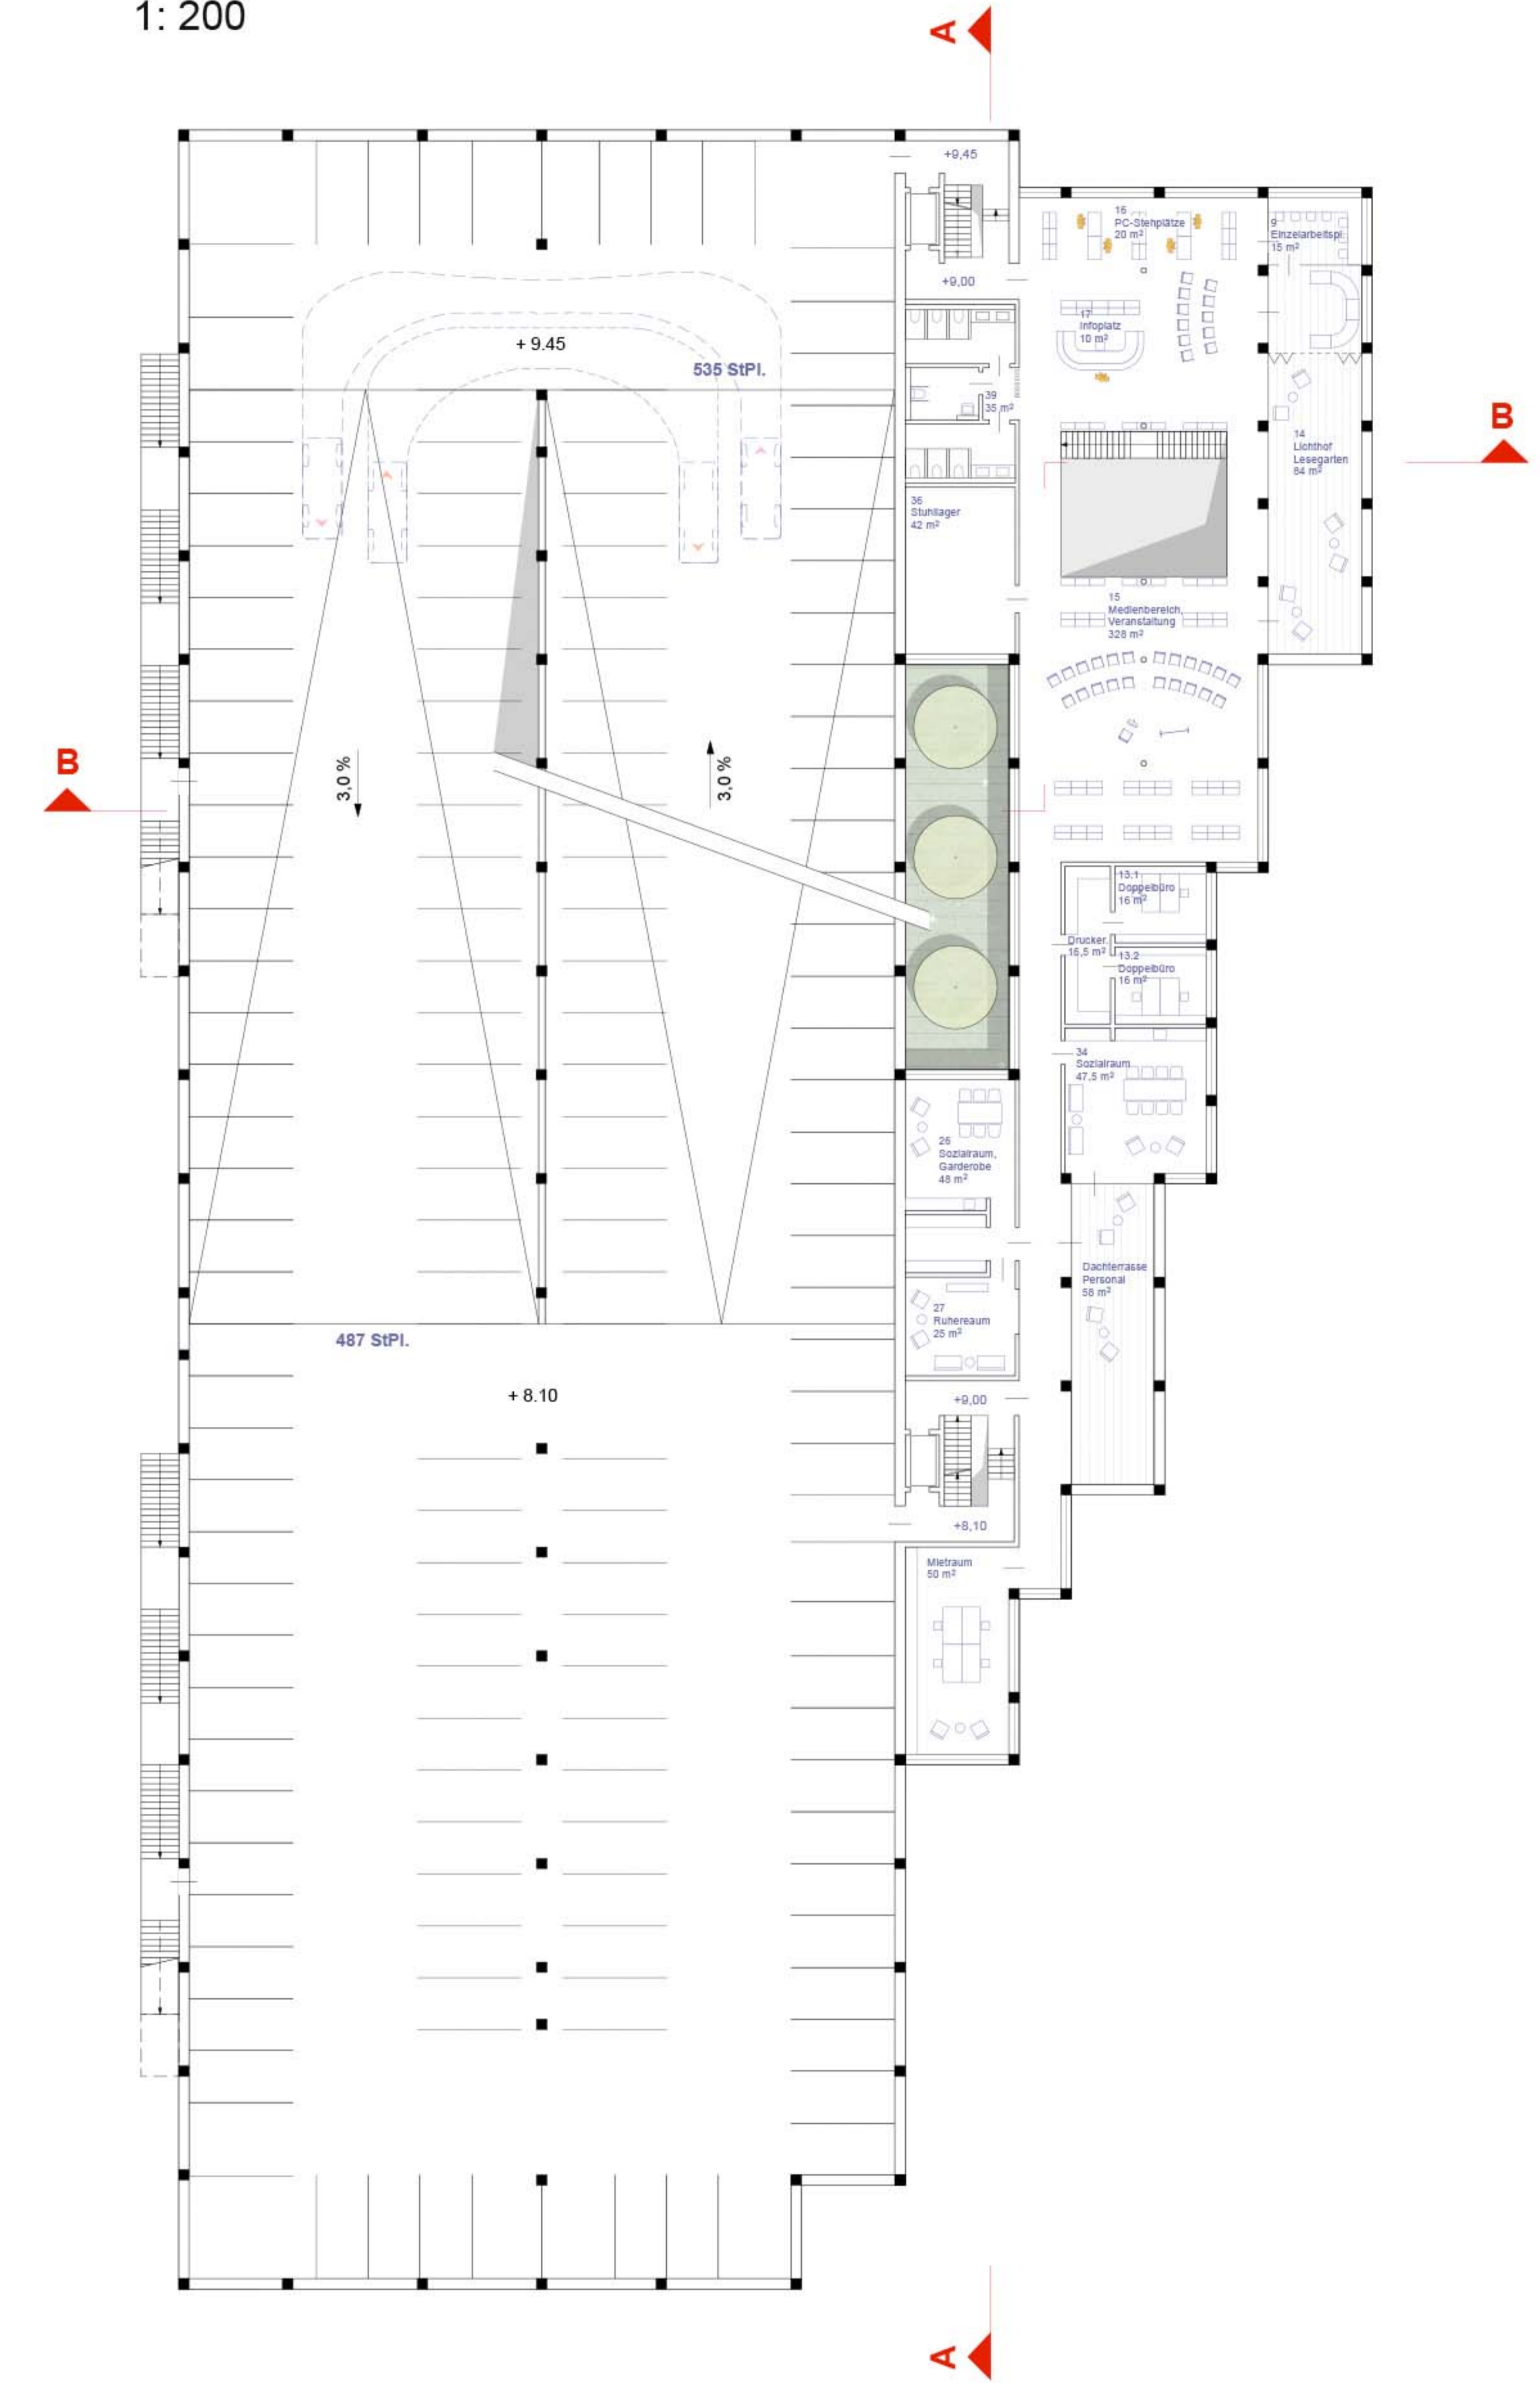 1: 200
A
+9,45
16
PC-Stehplätze
20 m²
9
Einzelarbeitspl.
15 m²
+9,00
17
Infoplatz
10 m²
+ 9.45
535 StPl.
39
35 m²
B
14
Lichthof
Lesegarten
84 m²
36
Stuhllager
42 m²
15
Medienbereich,
Veranstaltung
328 m²
B
3,0 %
3,0 %
13.1
Doppelbüro
16 m²
Drucker.
16,5 m²
13.2
Doppelbüro
16 m²
34
Sozialraum
47,5 m²
26
Sozialraum,
Garderobe
48 m²
Dachterrasse
Personal
58 m²
27
Ruhereaum
25 m²
487 StPl.
+ 8.10
+9,00
+8,10
Mietraum
50 m²
A